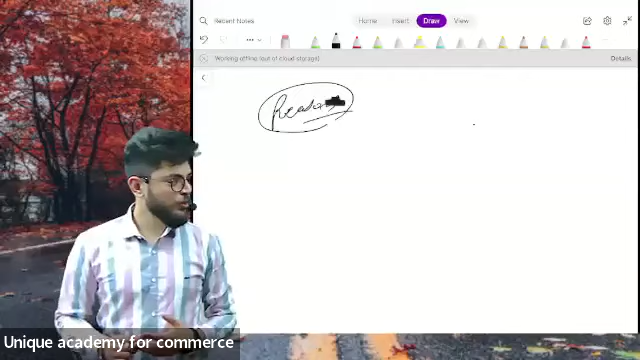 Recent Notes
Home Insert Draw View
Working offline (out of cloud storage)
Details
Unique academy for commerce